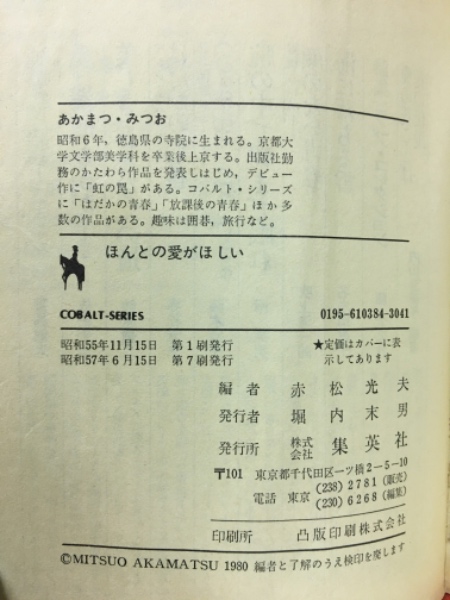 あかまつ・みつお
昭和6年，徳島県の寺院に生まれる。京都大
学文学部美学科を卒業後上京する。出版社勤
務のかたわら作品を発表しはじめ，デビュー
作に「虹の罠」がある。コバルト・シリーズ
に「はだかの青春」「放課後の青春」ほか多
数の作品がある。趣味は囲碁，旅行など。
ほんとの愛がほしい
COBALT-SERIES 0195-610384-3041
昭和55年11月15日 第1刷発行
昭和57年6月15日 第7刷発行
★定価はカバーに表
示してあります
編者 赤松光夫
発行者 堀内末男
発行所 株式会社 集英社
〒101 東京都千代田区一ツ橋2-5-10
電話 東京 (238)2781(販売)
(230)6268(編集)
印刷所 凸版印刷株式会社
©MITSUO AKAMATSU 1980 編者と了解のうえ検印を廃します